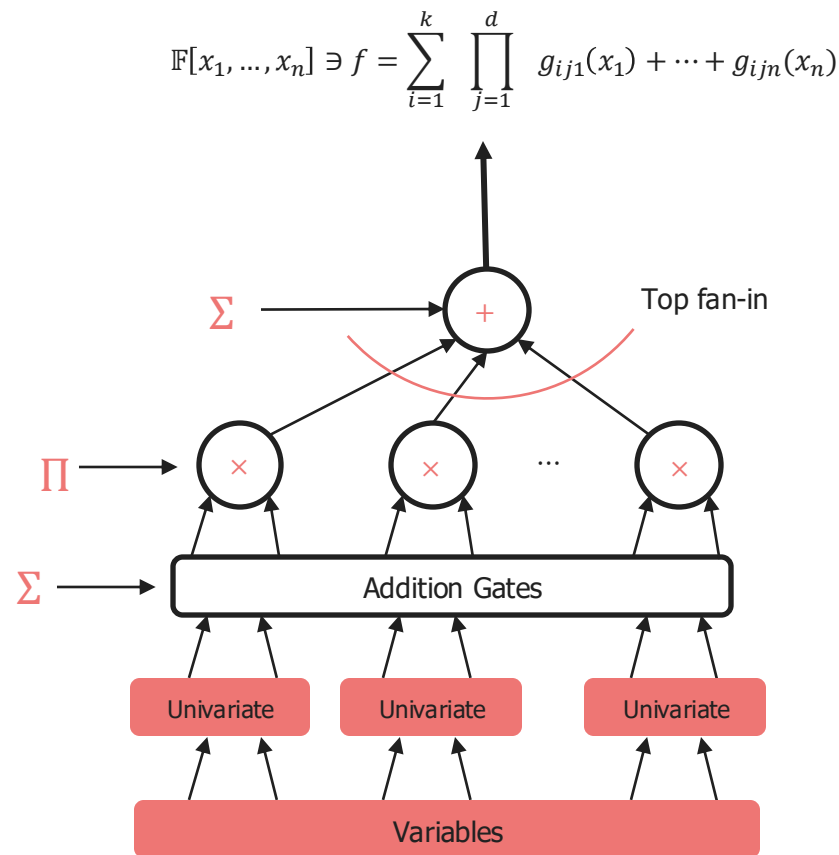 𝔽[x₁, …, xₙ] ∋ f = ∑_{i=1}^{k} ∏_{j=1}^{d} g_{ij1}(x₁) + ⋯ + g_{ijn}(xₙ)
Σ
+
Top fan-in
Π
×
×
...
×
Σ
Addition Gates
Univariate
Univariate
Univariate
Variables